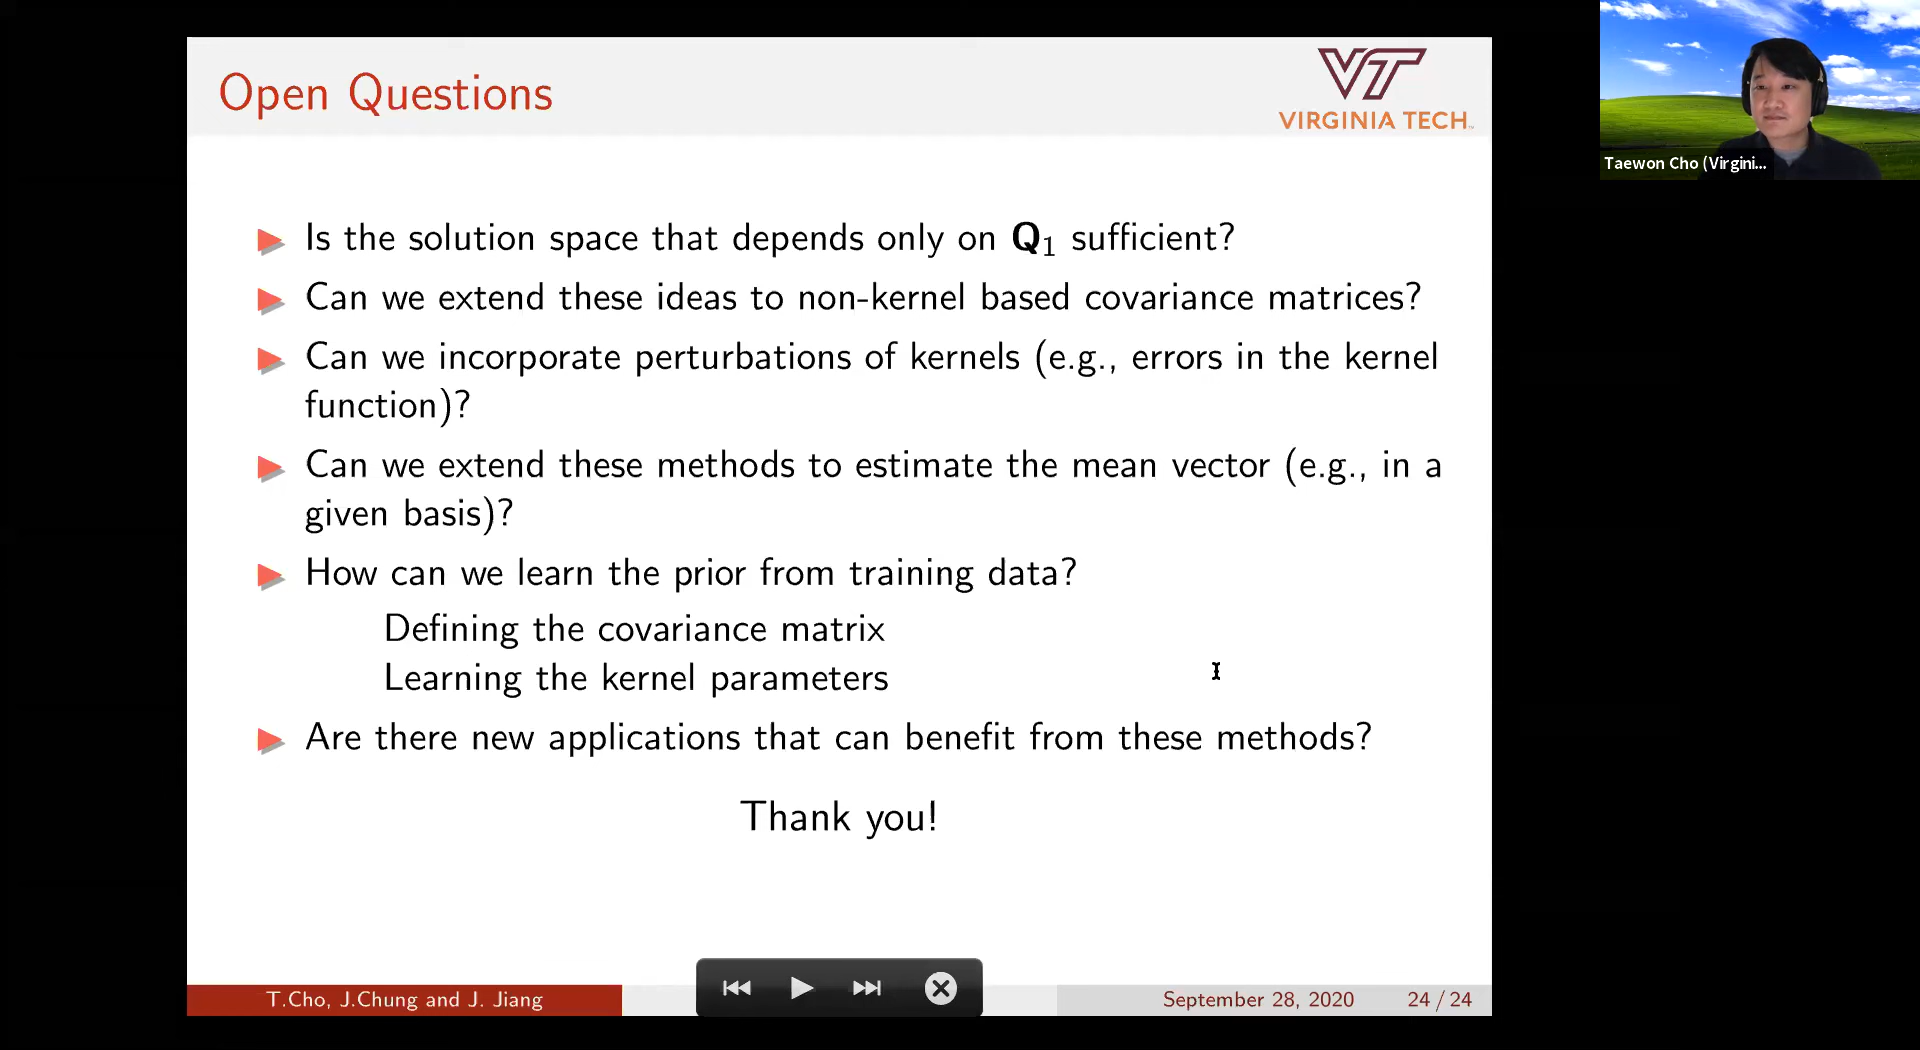 Open Questions
VT
VIRGINIA TECH™
Taewon Cho (Virgini...
Is the solution space that depends only on Q₁ sufficient?
Can we extend these ideas to non-kernel based covariance matrices?
Can we incorporate perturbations of kernels (e.g., errors in the kernel
function)?
Can we extend these methods to estimate the mean vector (e.g., in a
given basis)?
How can we learn the prior from training data?
Defining the covariance matrix
Learning the kernel parameters
Are there new applications that can benefit from these methods?
Thank you!
T.Cho, J.Chung and J. Jiang
September 28, 2020
24 / 24